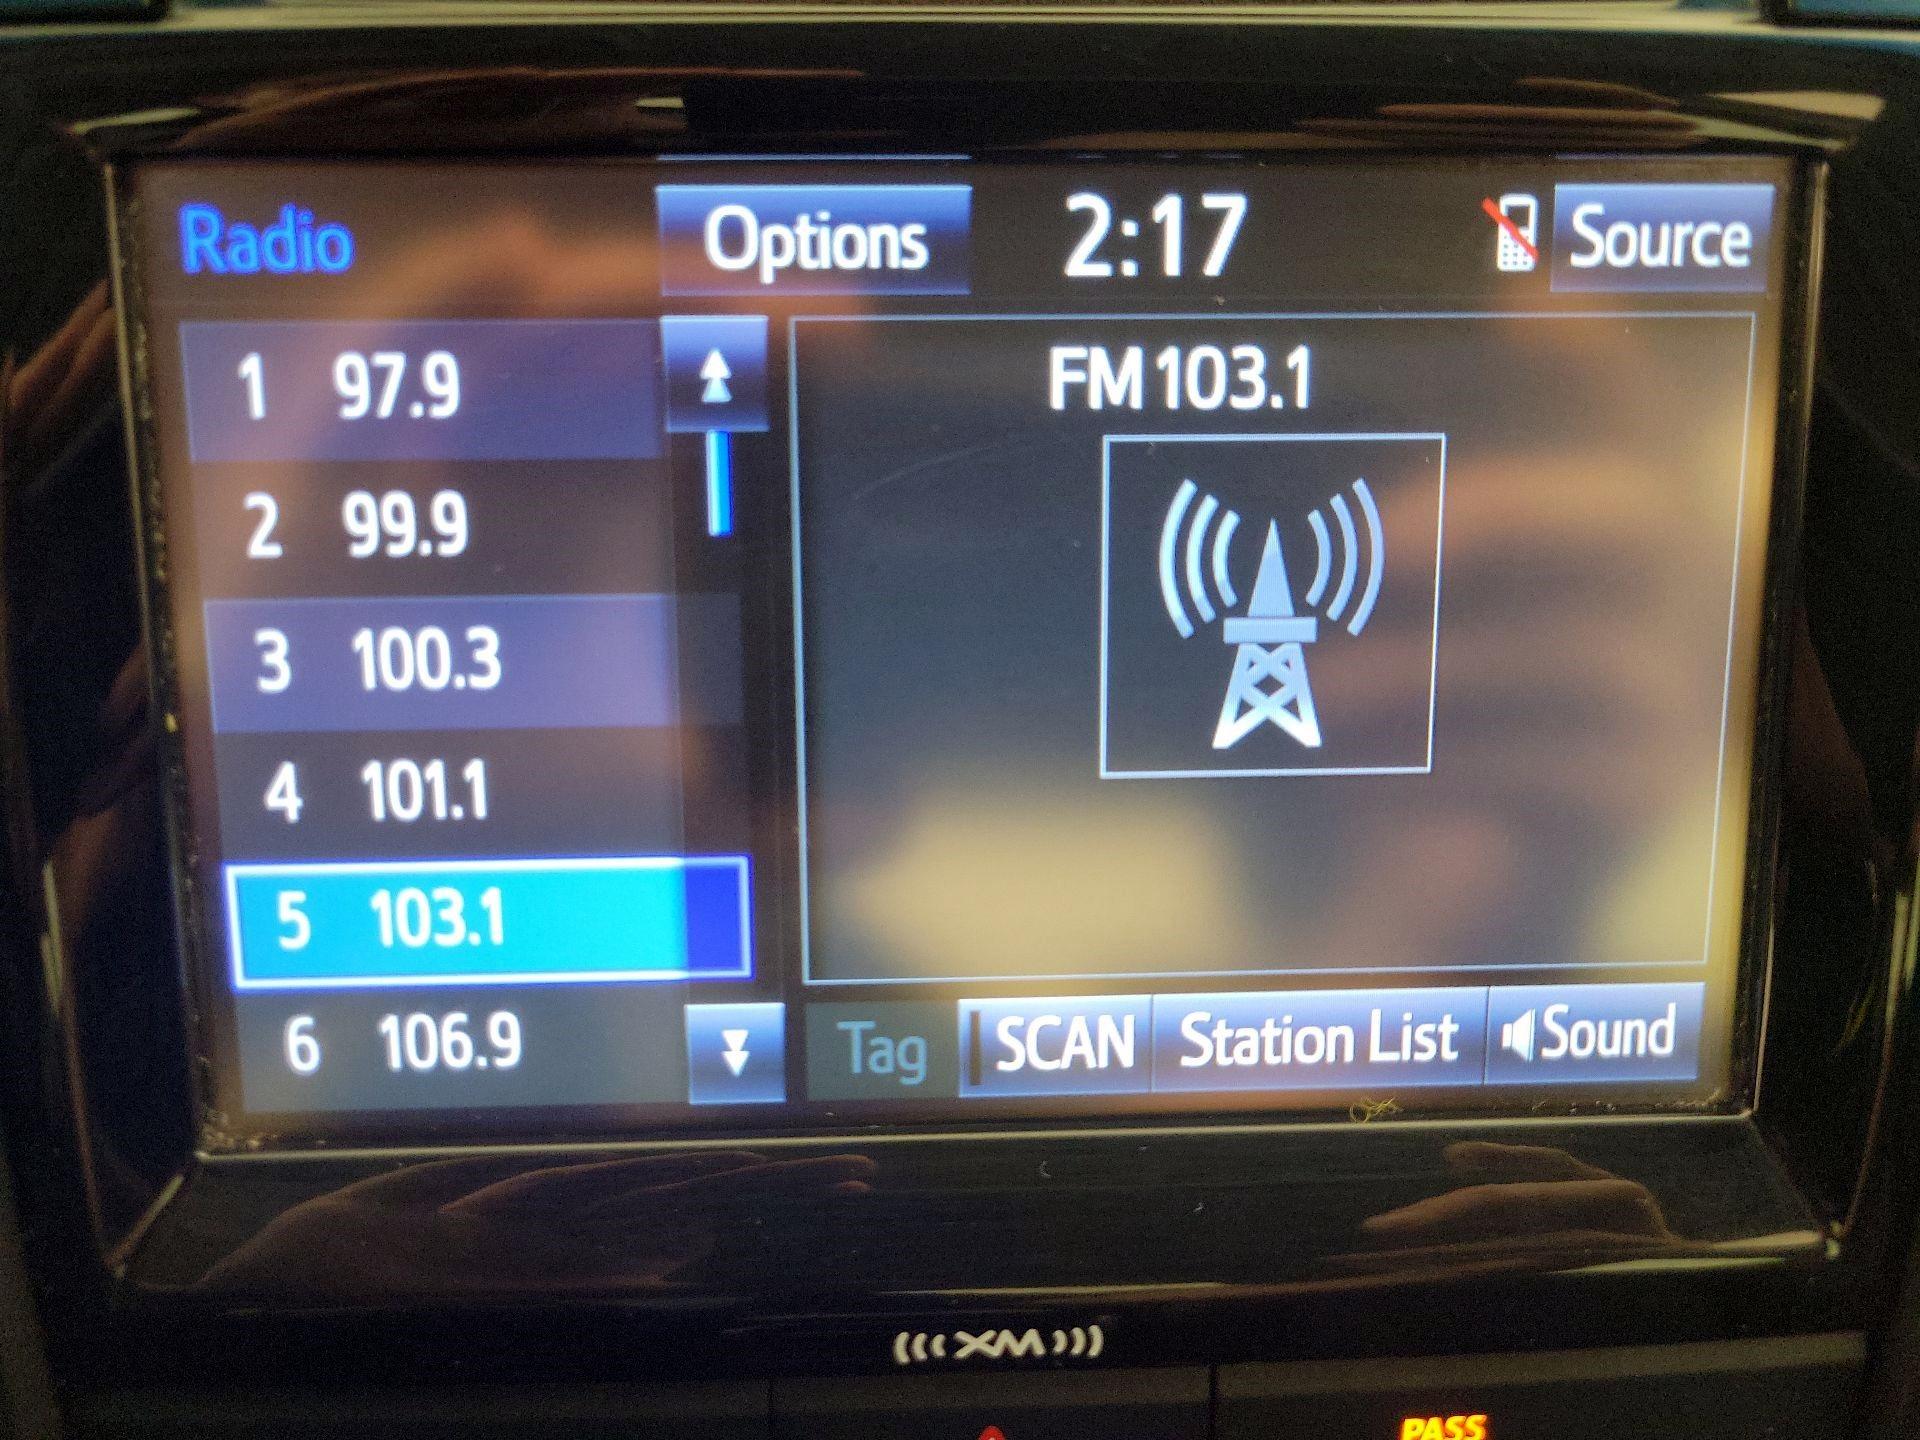 Radio Options 2:17 Source
1 97.9
2 99.9
3 100.3
4 101.1
5 103.1
6 106.9
FM 103.1
Tag SCAN Station List Sound
XM
PASS